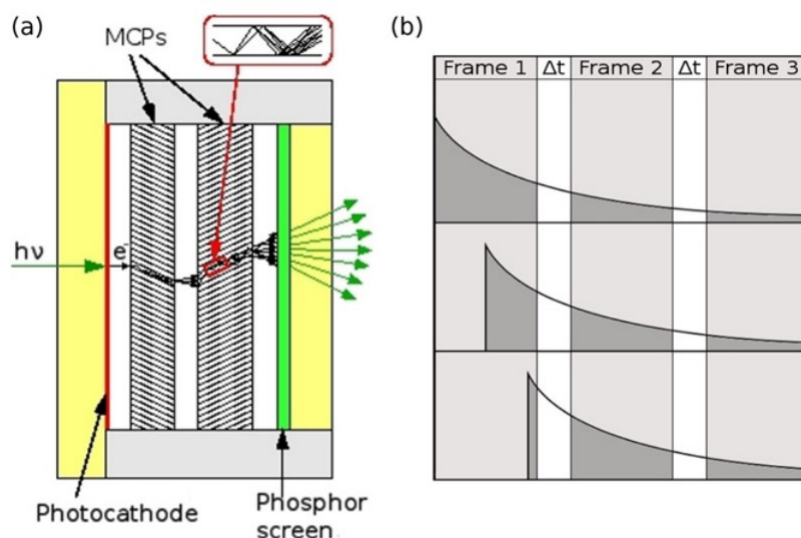 (a)
MCPs
hν
e-
Photocathode
Phosphor
screen
(b)
Frame 1 Δt Frame 2 Δt Frame 3